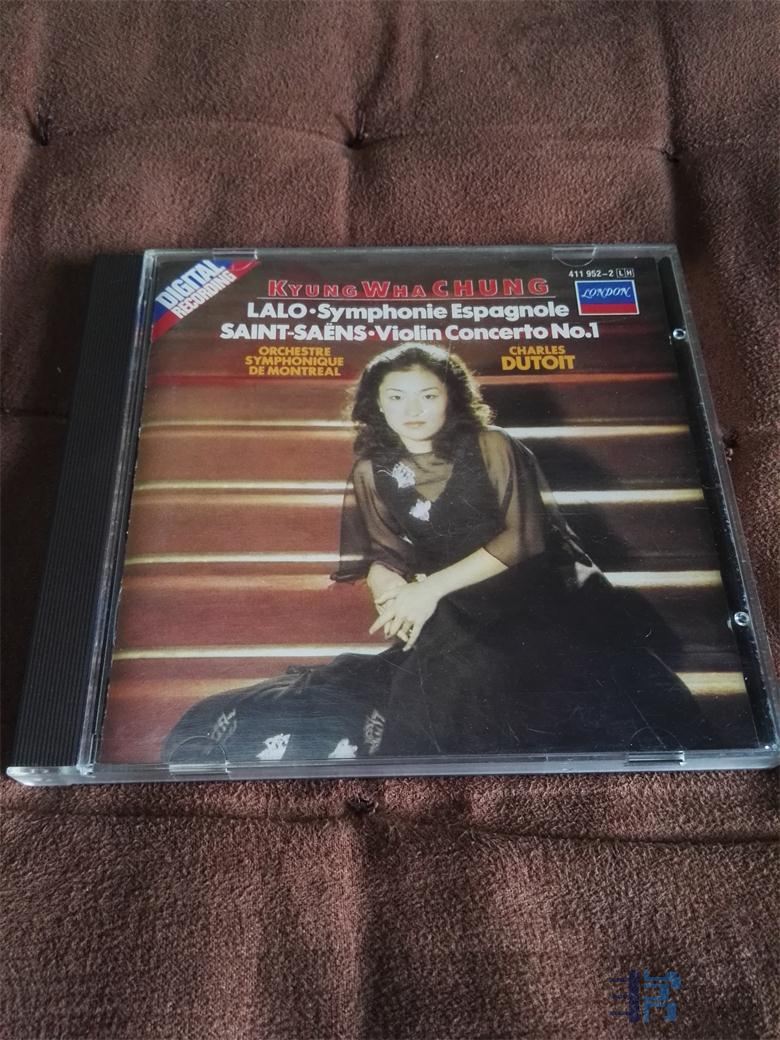 DIGITAL
RECORDING
KYUNG WHA CHUNG
411 952-2 LH
LONDON
LALO·Symphonie Espagnole
SAINT-SAËNS·Violin Concerto No.1
ORCHESTRE
SYMPHONIQUE
DE MONTREAL
CHARLES
DUTOIT